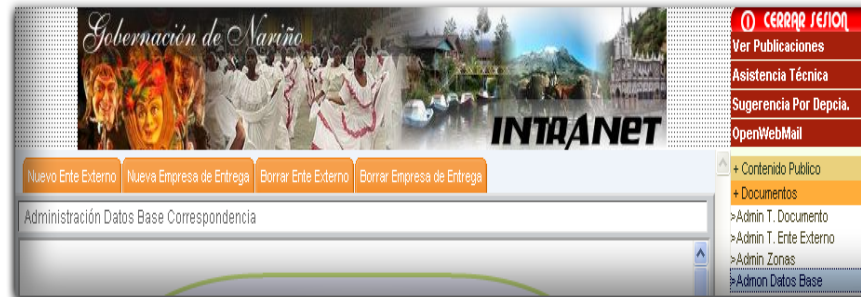 Gobernación de Nariño
INTRANET
Nuevo Ente Externo
Nueva Empresa de Entrega
Borrar Ente Externo
Borrar Empresa de Entrega
Administración Datos Base Correspondencia
CERRAR SESION
Ver Publicaciones
Asistencia Técnica
Sugerencia Por Depcia.
OpenWebMail
+ Contenido Publico
+ Documentos
>Admin T. Documento
>Admin T. Ente Externo
>Admin Zonas
>Admon Datos Base